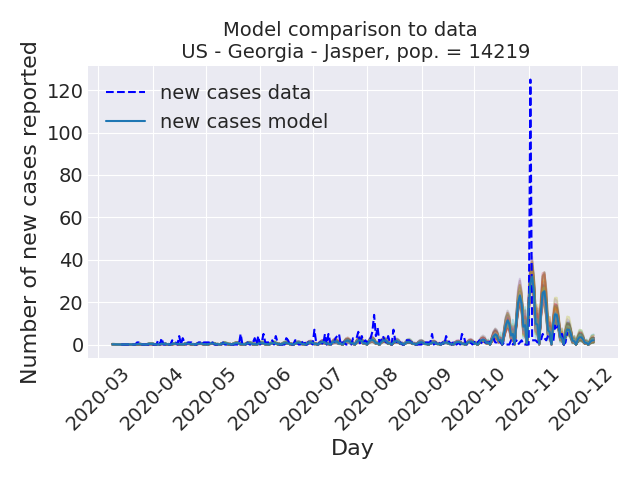 Model comparison to data
US - Georgia - Jasper, pop. = 14219
Number of new cases reported
120
100
80
60
40
20
0
new cases data
new cases model
2020-03
2020-04
2020-05
2020-06
2020-07
2020-08
2020-09
2020-10
2020-11
2020-12
Day